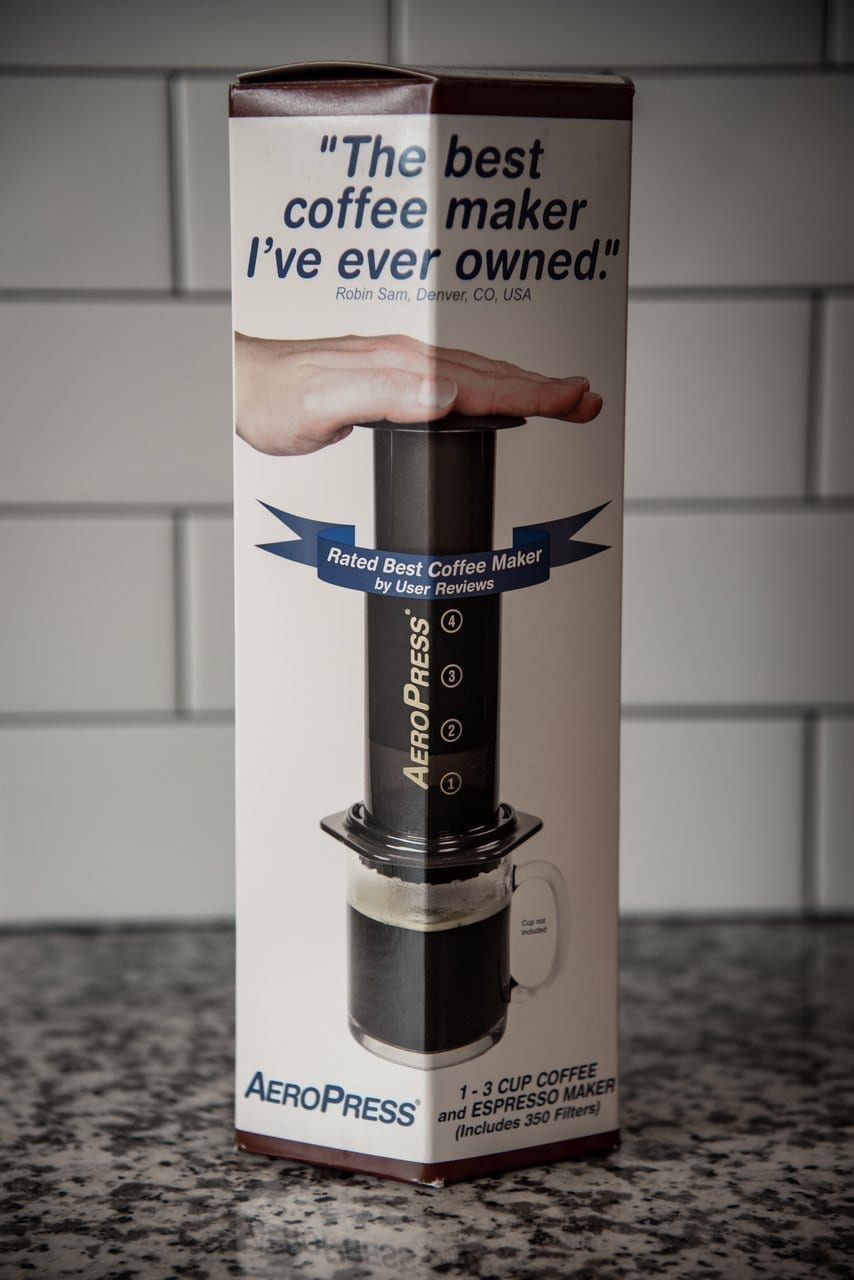 "The best
coffee maker
I've ever owned."
Robin Sam, Denver, CO, USA
Rated Best Coffee Maker
by User Reviews
AEROPRESS®
4
3
2
1
Cup not
included
AEROPRESS®
1 - 3 CUP COFFEE
and ESPRESSO MAKER
(Includes 350 Filters)